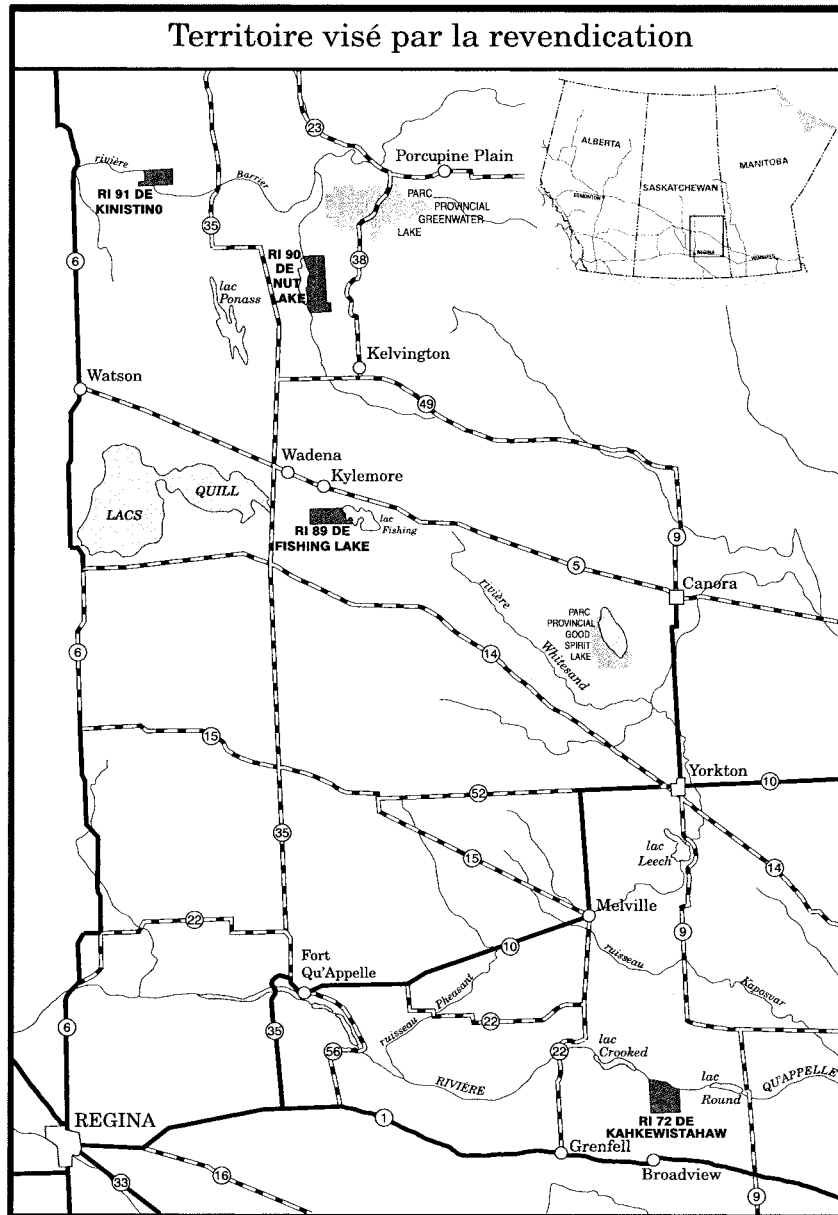 Territoire visé par la revendication
23
Porcupine Plain
ALBERTA
SASKATCHEWAN
MANITOBA
EDMONTON
REGINA
WINNIPEG
rivière
Barrier
RI 91 DE
KINISTINO
35
PARC
PROVINCIAL
GREENWATER
LAKE
6
RI 90
DE
NUT
LAKE
38
lac
Ponass
Kelvington
Watson
49
Wadena
Kylemore
QUILL
LACS
RI 89 DE
FISHING LAKE
lac
Fishing
9
5
Canora
rivière
Whitesand
PARC
PROVINCIAL
GOOD
SPIRIT
LAKE
6
14
15
Yorkton
10
52
35
15
lac
Leech
14
Melville
22
10
9
Fort
Qu'Appelle
ruisseau
Kaposvar
ruisseau
Pheasant
6
35
22
56
22
lac
Crooked
RIVIÈRE
lac
Round
QU'APPELLE
RI 72 DE
KAHKEWISTAHAW
REGINA
1
Grenfell
Broadview
33
16
9